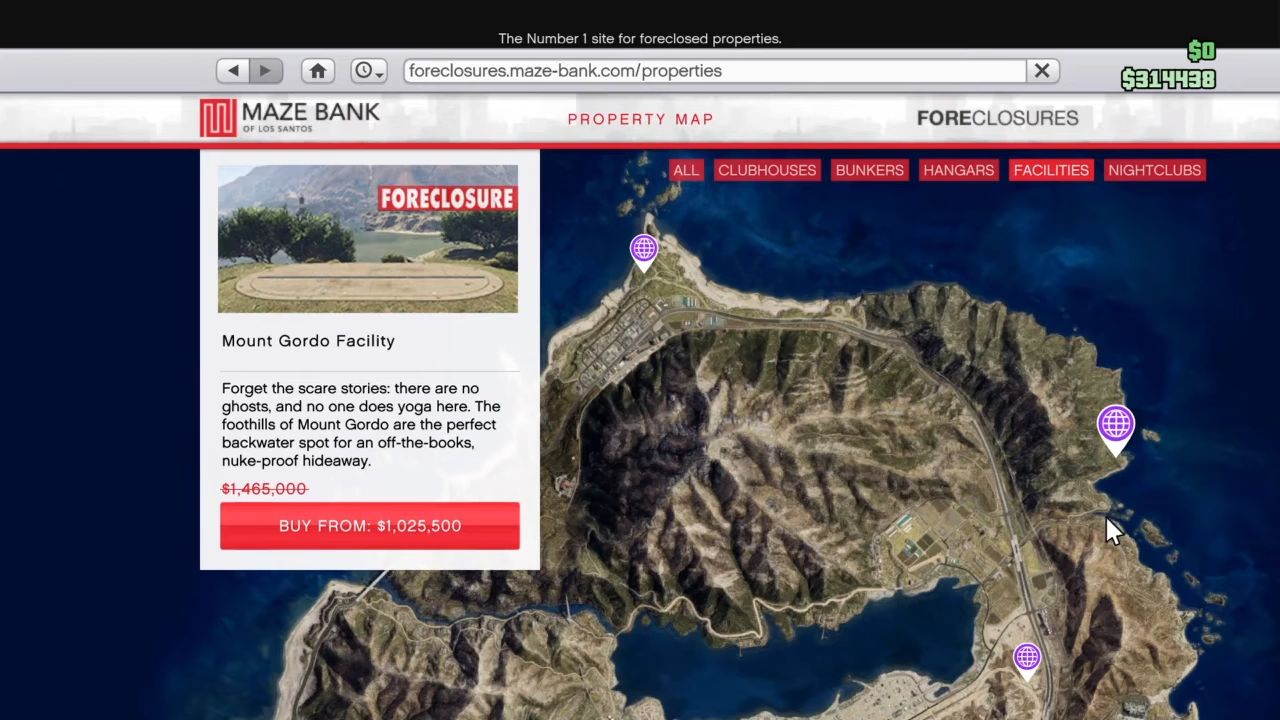 The Number 1 site for foreclosed properties.
$0
foreclosures.maze-bank.com/properties
$314438
MAZE BANK
OF LOS SANTOS
PROPERTY MAP
FORECLOSURES
ALL
CLUBHOUSES
BUNKERS
HANGARS
FACILITIES
NIGHTCLUBS
FORECLOSURE
Mount Gordo Facility
Forget the scare stories: there are no
ghosts, and no one does yoga here. The
foothills of Mount Gordo are the perfect
backwater spot for an off-the-books,
nuke-proof hideaway.
$1,465,000
BUY FROM: $1,025,500